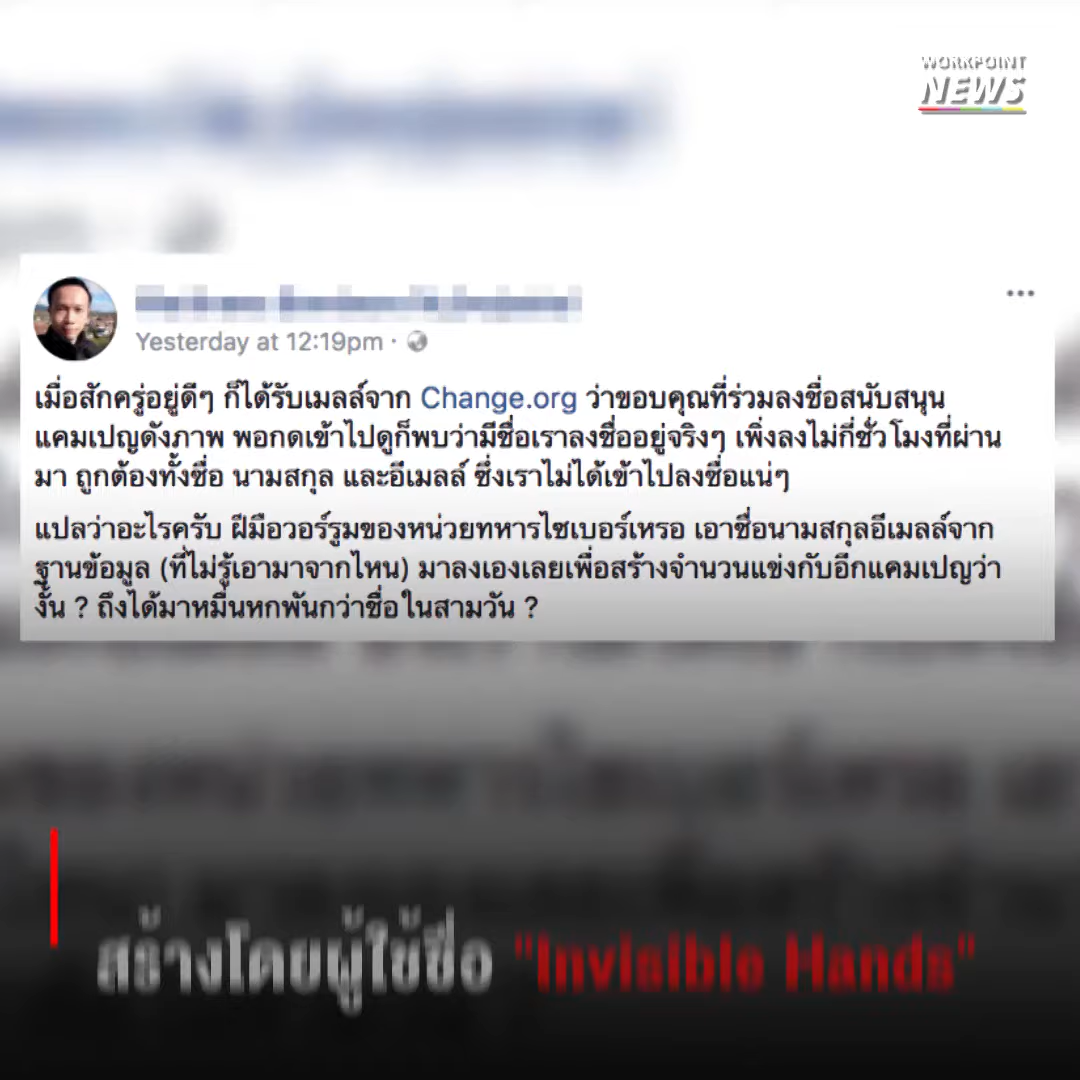 WORKPOINT
NEWS
Yesterday at 12:19pm ·
เมื่อสักครู่อยู่ดีๆ ก็ได้รับเมลล์จาก Change.org ว่าขอบคุณที่ร่วมลงชื่อสนับสนุน
แคมเปญดังภาพ พอกดเข้าไปดูก็พบว่ามีชื่อเราลงชื่ออยู่จริงๆ เพิ่งลงไม่กี่ชั่วโมงที่ผ่าน
มา ถูกต้องทั้งชื่อ นามสกุล และอีเมลล์ ซึ่งเราไม่ได้เข้าไปลงชื่อแน่ๆ
แปลว่าอะไรครับ ฝีมือวอร์รูมของหน่วยทหารไซเบอร์เหรอ เอาชื่อนามสกุลอีเมลล์จาก
ฐานข้อมูล (ที่ไม่รู้เอามาจากไหน) มาลงเองเลยเพื่อสร้างจำนวนแข่งกับอีกแคมเปญว่า
งั้น ? ถึงได้มาหมื่นหกพันกว่าชื่อในสามวัน ?
สร้างโดยผู้ใช้ชื่อ "Invisible Hands"